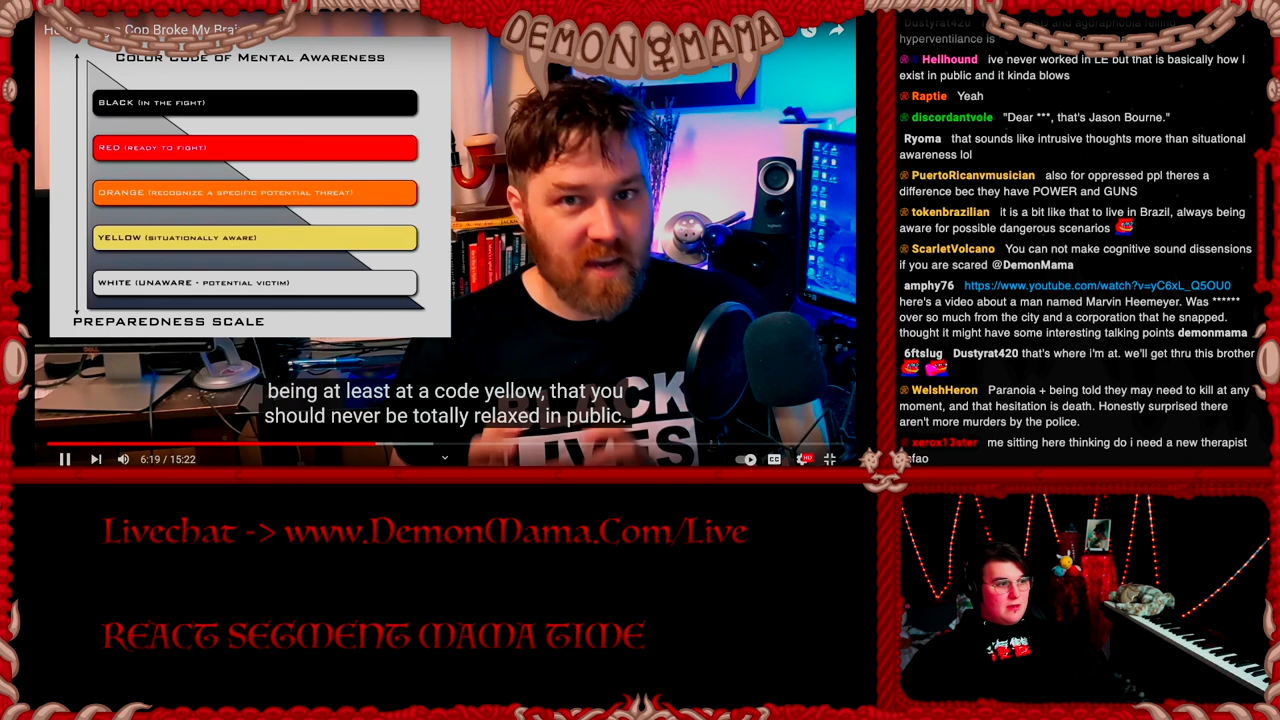 DEMON MAMA
Cop Broke My Brai
COLOR CODE OF MENTAL AWARENESS
BLACK (IN THE FIGHT)
RED (READY TO FIGHT)
ORANGE (RECOGNIZE A SPECIFIC POTENTIAL THREAT)
YELLOW (SITUATIONALLY AWARE)
WHITE (UNAWARE - POTENTIAL VICTIM)
PREPAREDNESS SCALE
being at least at a code yellow, that you
should never be totally relaxed in public.
6:19 / 15:22
CC
HD
Dustyrat420
hyperventilance is
Hellhound ive never worked in LE but that is basically how I
exist in public and it kinda blows
Raptie Yeah
discordantvole "Dear ***, that's Jason Bourne."
Ryoma that sounds like intrusive thoughts more than situational
awareness lol
PuertoRicanvmusician also for oppressed ppl theres a
difference bec they have POWER and GUNS
tokenbrazilian it is a bit like that to live in Brazil, always being
aware for possible dangerous scenarios
ScarletVolcano You can not make cognitive sound dissensions
if you are scared @DemonMama
amphy76 https://www.youtube.com/watch?v=yC6xL_Q5OU0
here's a video about a man named Marvin Heemeyer. Was ******
over so much from the city and a corporation that he snapped.
thought it might have some interesting talking points demonmama
6ftslug Dustyrat420 that's where i'm at. we'll get thru this brother
WelshHeron Paranoia + being told they may need to kill at any
moment, and that hesitation is death. Honestly surprised there
aren't more murders by the police.
xerox13ster me sitting here thinking do i need a new therapist
fao
Livechat -> www.DemonMama.Com/Live
REACT SEGMENT MAMA TIME